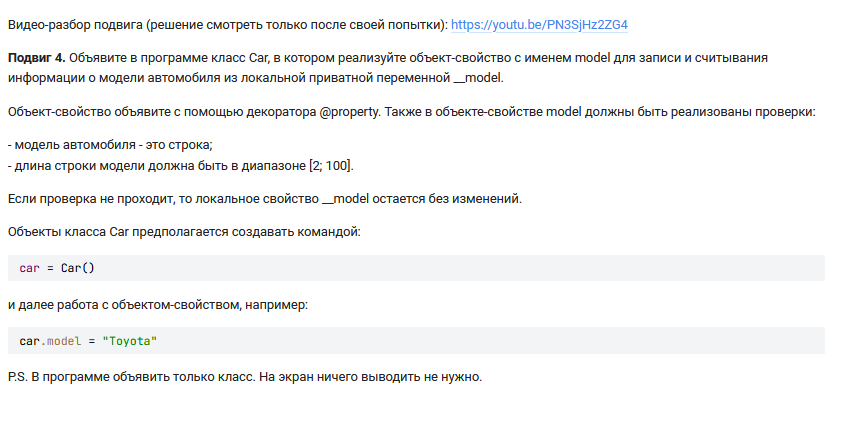 Видео-разбор подвига (решение смотреть только после своей попытки): https://youtu.be/PN3SjHz2ZG4
Подвиг 4. Объявите в программе класс Car, в котором реализуйте объект-свойство с именем model для записи и считывания
информации о модели автомобиля из локальной приватной переменной __model.
Объект-свойство объявите с помощью декоратора @property. Также в объекте-свойстве model должны быть реализованы проверки:
- модель автомобиля - это строка;
- длина строки модели должна быть в диапазоне [2; 100].
Если проверка не проходит, то локальное свойство __model остается без изменений.
Объекты класса Car предполагается создавать командой:
car = Car()
и далее работа с объектом-свойством, например:
car.model = "Toyota"
P.S. В программе объявить только класс. На экран ничего выводить не нужно.